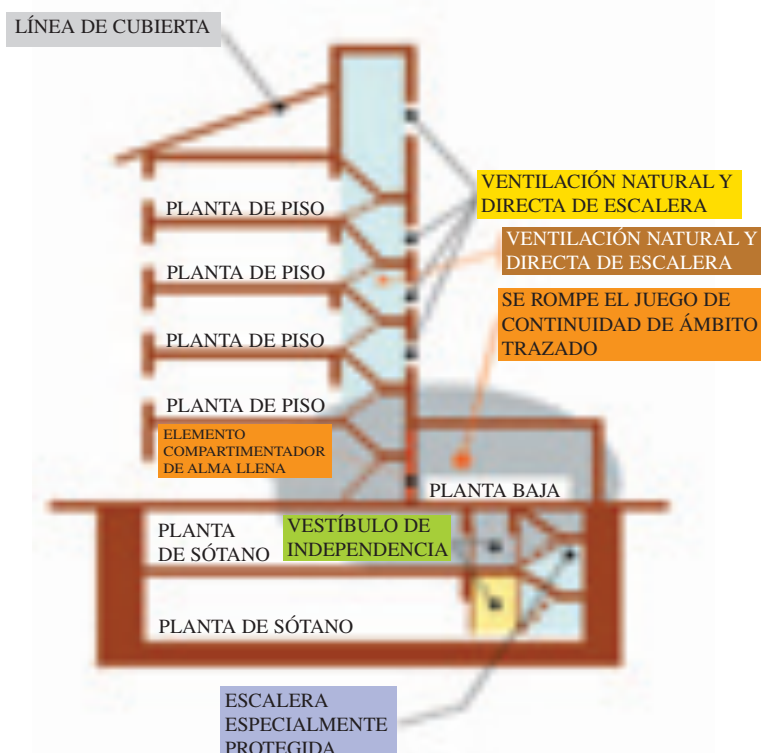 LÍNEA DE CUBIERTA
VENTILACIÓN NATURAL Y
DIRECTA DE ESCALERA
PLANTA DE PISO
VENTILACIÓN NATURAL Y
DIRECTA DE ESCALERA
PLANTA DE PISO
SE ROMPE EL JUEGO DE
CONTINUIDAD DE ÁMBITO
TRAZADO
PLANTA DE PISO
PLANTA DE PISO
ELEMENTO
COMPARTIMENTADOR
DE ALMA LLENA
PLANTA BAJA
PLANTA
DE SÓTANO
VESTÍBULO DE
INDEPENDENCIA
PLANTA DE SÓTANO
ESCALERA
ESPECIALMENTE
PROTEGIDA